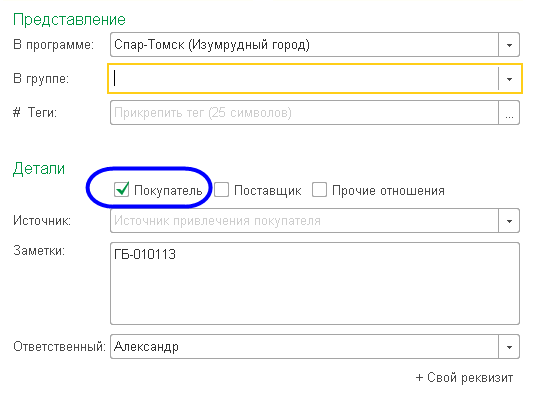 Представление
В программе: Спар-Томск (Изумрудный город)
В группе:
# Теги: Прикрепить тег (25 символов) ...
Детали
Покупатель Поставщик Прочие отношения
Источник: Источник привлечения покупателя
Заметки: ГБ-010113
Ответственный: Александр
+ Свой реквизит